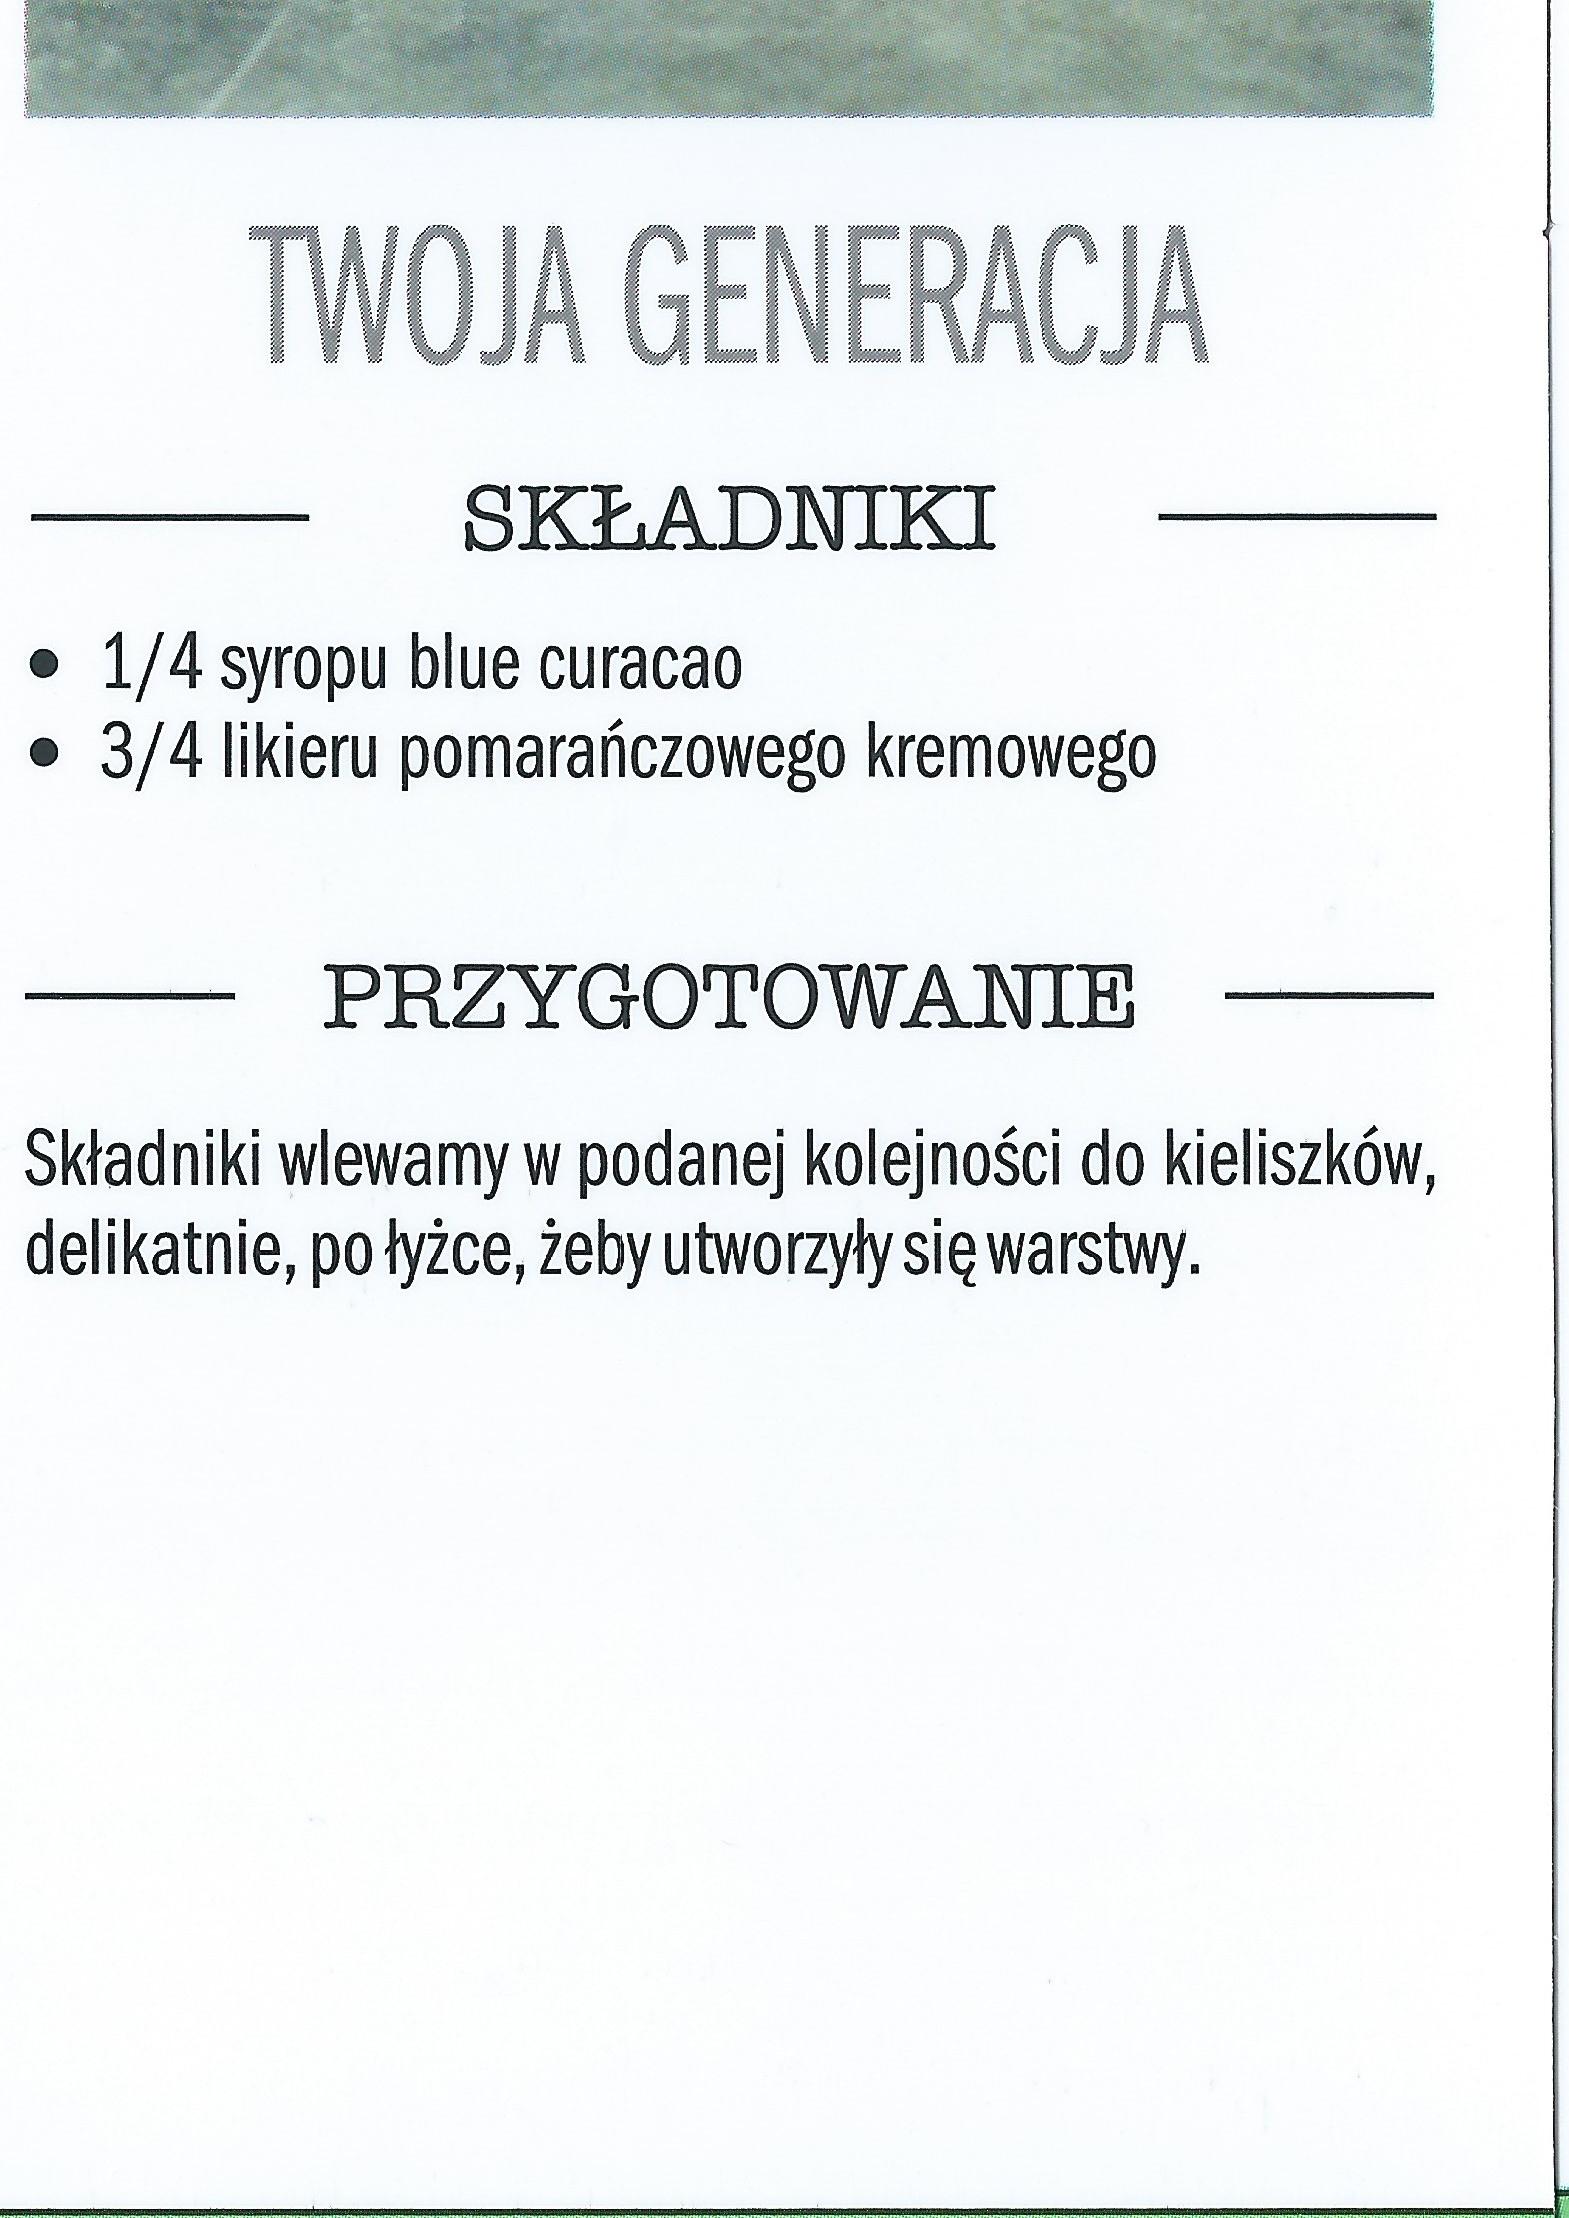 TWOJA GENERACJA
SKŁADNIKI
• 1/4 syropu blue curacao
• 3/4 likieru pomarańczowego kremowego
PRZYGOTOWANIE
Składniki wlewamy w podanej kolejności do kieliszków,
delikatnie, po łyżce, żeby utworzyły się warstwy.